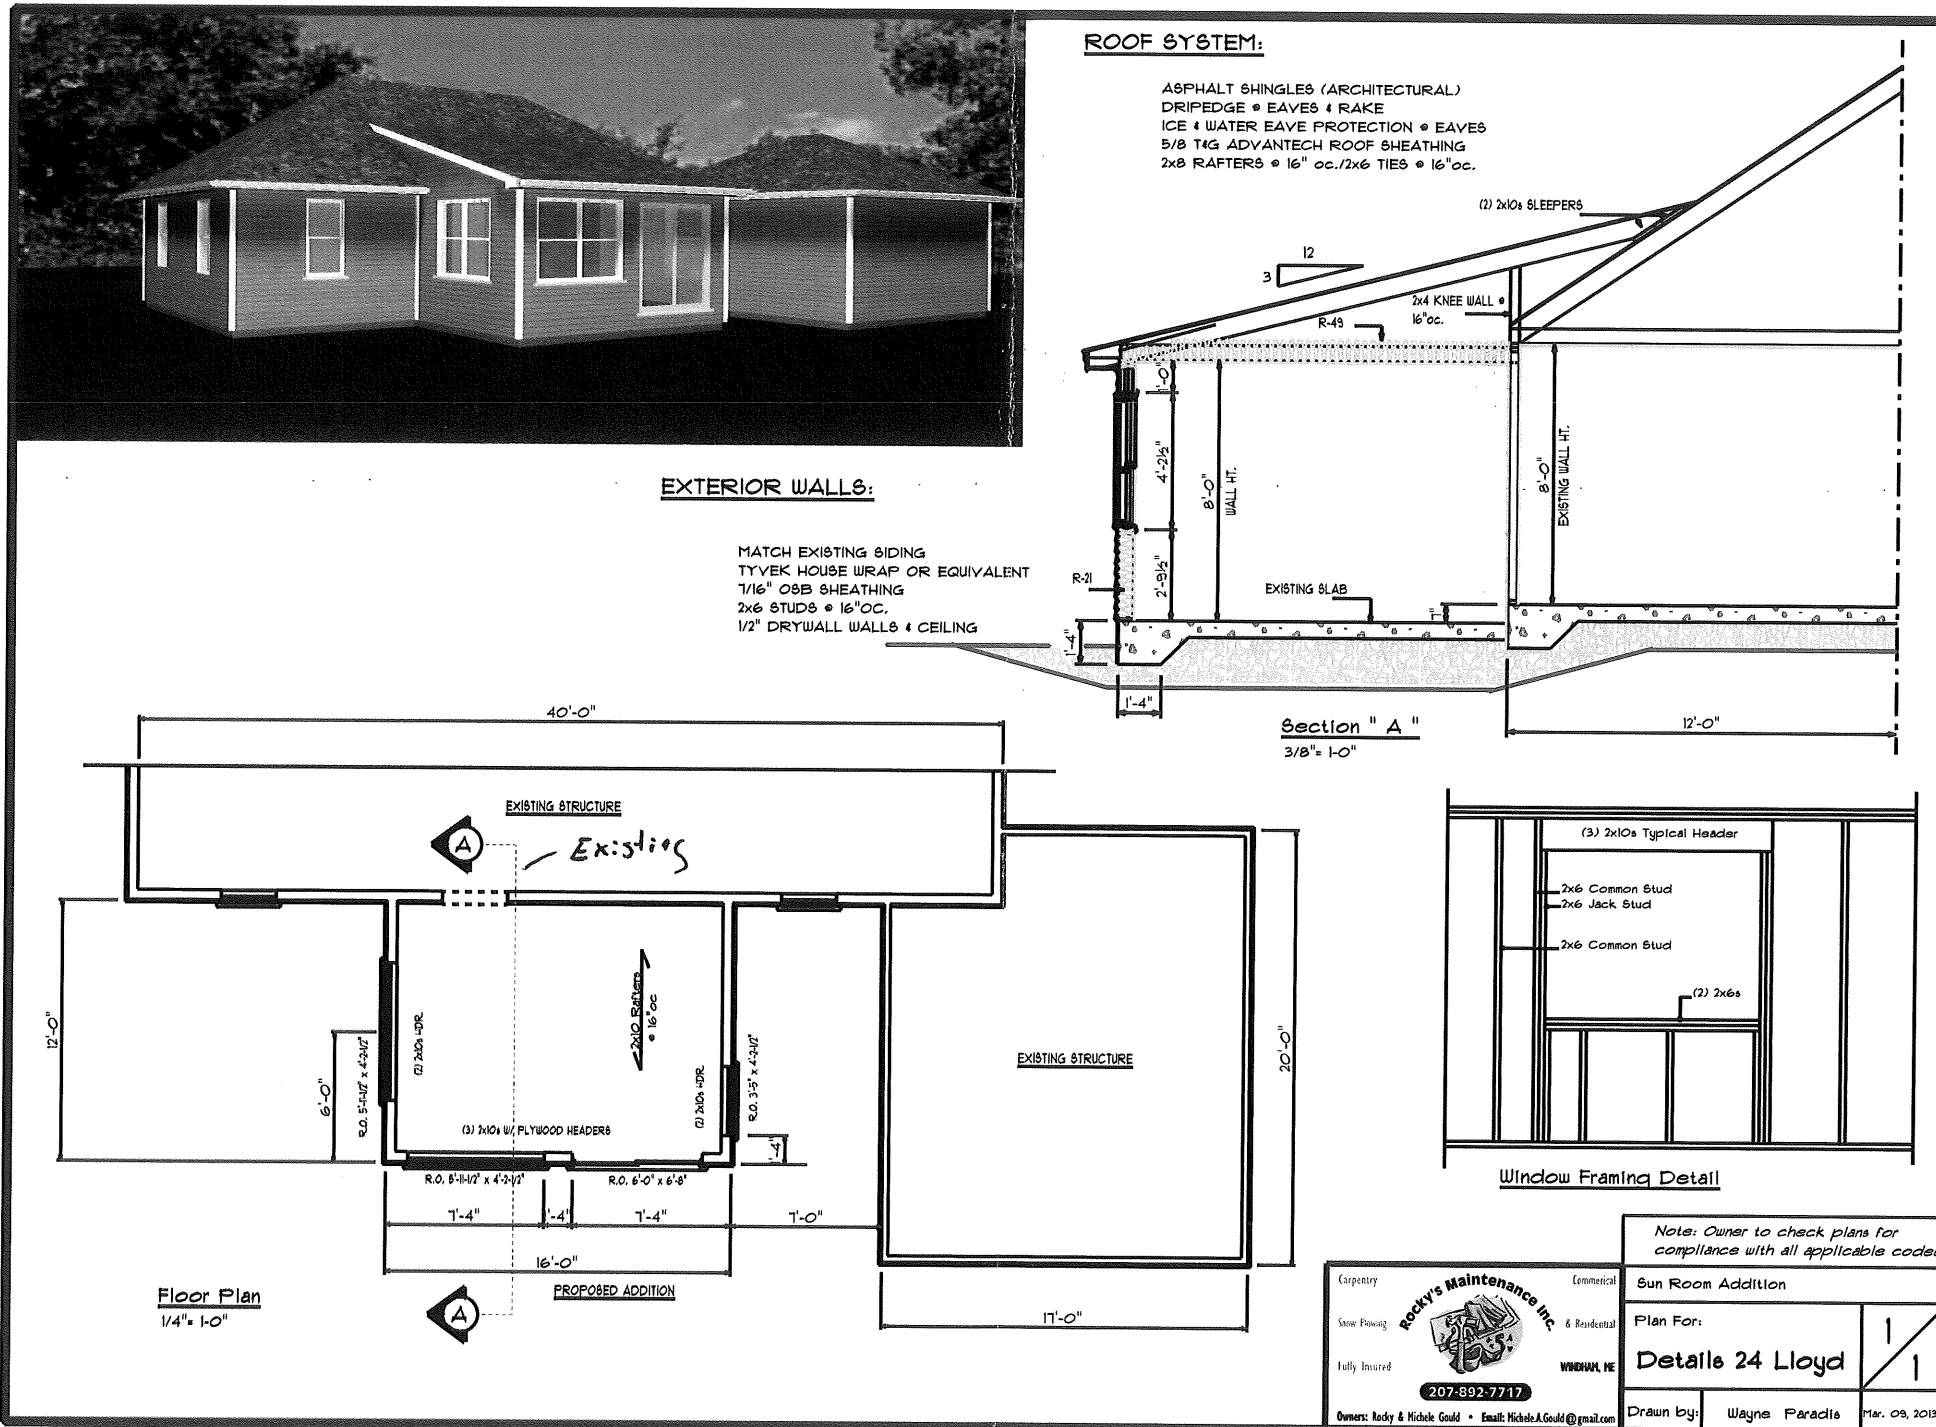 ROOF SYSTEM:
ASPHALT SHINGLES (ARCHITECTURAL)
DRIPEDGE @ EAVES & RAKE
ICE & WATER EAVE PROTECTION @ EAVES
5/8 T&G ADVANTECH ROOF SHEATHING
2x8 RAFTERS @ 16" oc./2x6 TIES @ 16"oc.
(2) 2x10s SLEEPERS
12
3
2x4 KNEE WALL @
16"oc.
R-49
1'-0"
4'-2½"
8'-0"
WALL HT.
8'-0"
EXISTING WALL HT.
2'-9½"
R-21
EXISTING SLAB
7"
1'-4"
1'-4"
12'-0"
Section " A "
3/8"= 1-0"
EXTERIOR WALLS:
MATCH EXISTING SIDING
TYVEK HOUSE WRAP OR EQUIVALENT
7/16" OSB SHEATHING
2x6 STUDS @ 16"OC.
1/2" DRYWALL WALLS & CEILING
40'-0"
EXISTING STRUCTURE
A
Existing
12'-0"
6'-0"
R.O. 5'-11-1/2" x 4'-2-1/2"
(2) 2x10s HDR.
2x10 Rafters
@ 16"oc
(2) 2x10s HDR.
R.O. 3'-5" x 4'-2-1/2"
(3) 2x10s W/ PLYWOOD HEADERS
1'-4"
R.O. 5'-11-1/2" x 4'-2-1/2"
R.O. 6'-0" x 6'-8"
7'-4"
1'-4"
7'-4"
7'-0"
16'-0"
A
PROPOSED ADDITION
EXISTING STRUCTURE
20'-0"
17'-0"
Floor Plan
1/4"= 1-0"
(3) 2x10s Typical Header
2x6 Common Stud
2x6 Jack Stud
2x6 Common Stud
(2) 2x6s
Window Framing Detail
Carpentry
Commerical
Rocky's Maintenance Inc.
Snow Plowing
& Residential
Fully Insured
WINDHAM, ME
207-892-7717
Owners: Rocky & Michele Gould • Email: Michele.A.Gould@gmail.com
Note: Owner to check plans for
compliance with all applicable codes
Sun Room Addition
Plan For:
Details 24 Lloyd
1
1
Drawn by:
Wayne Paradis
Mar. 09, 2013